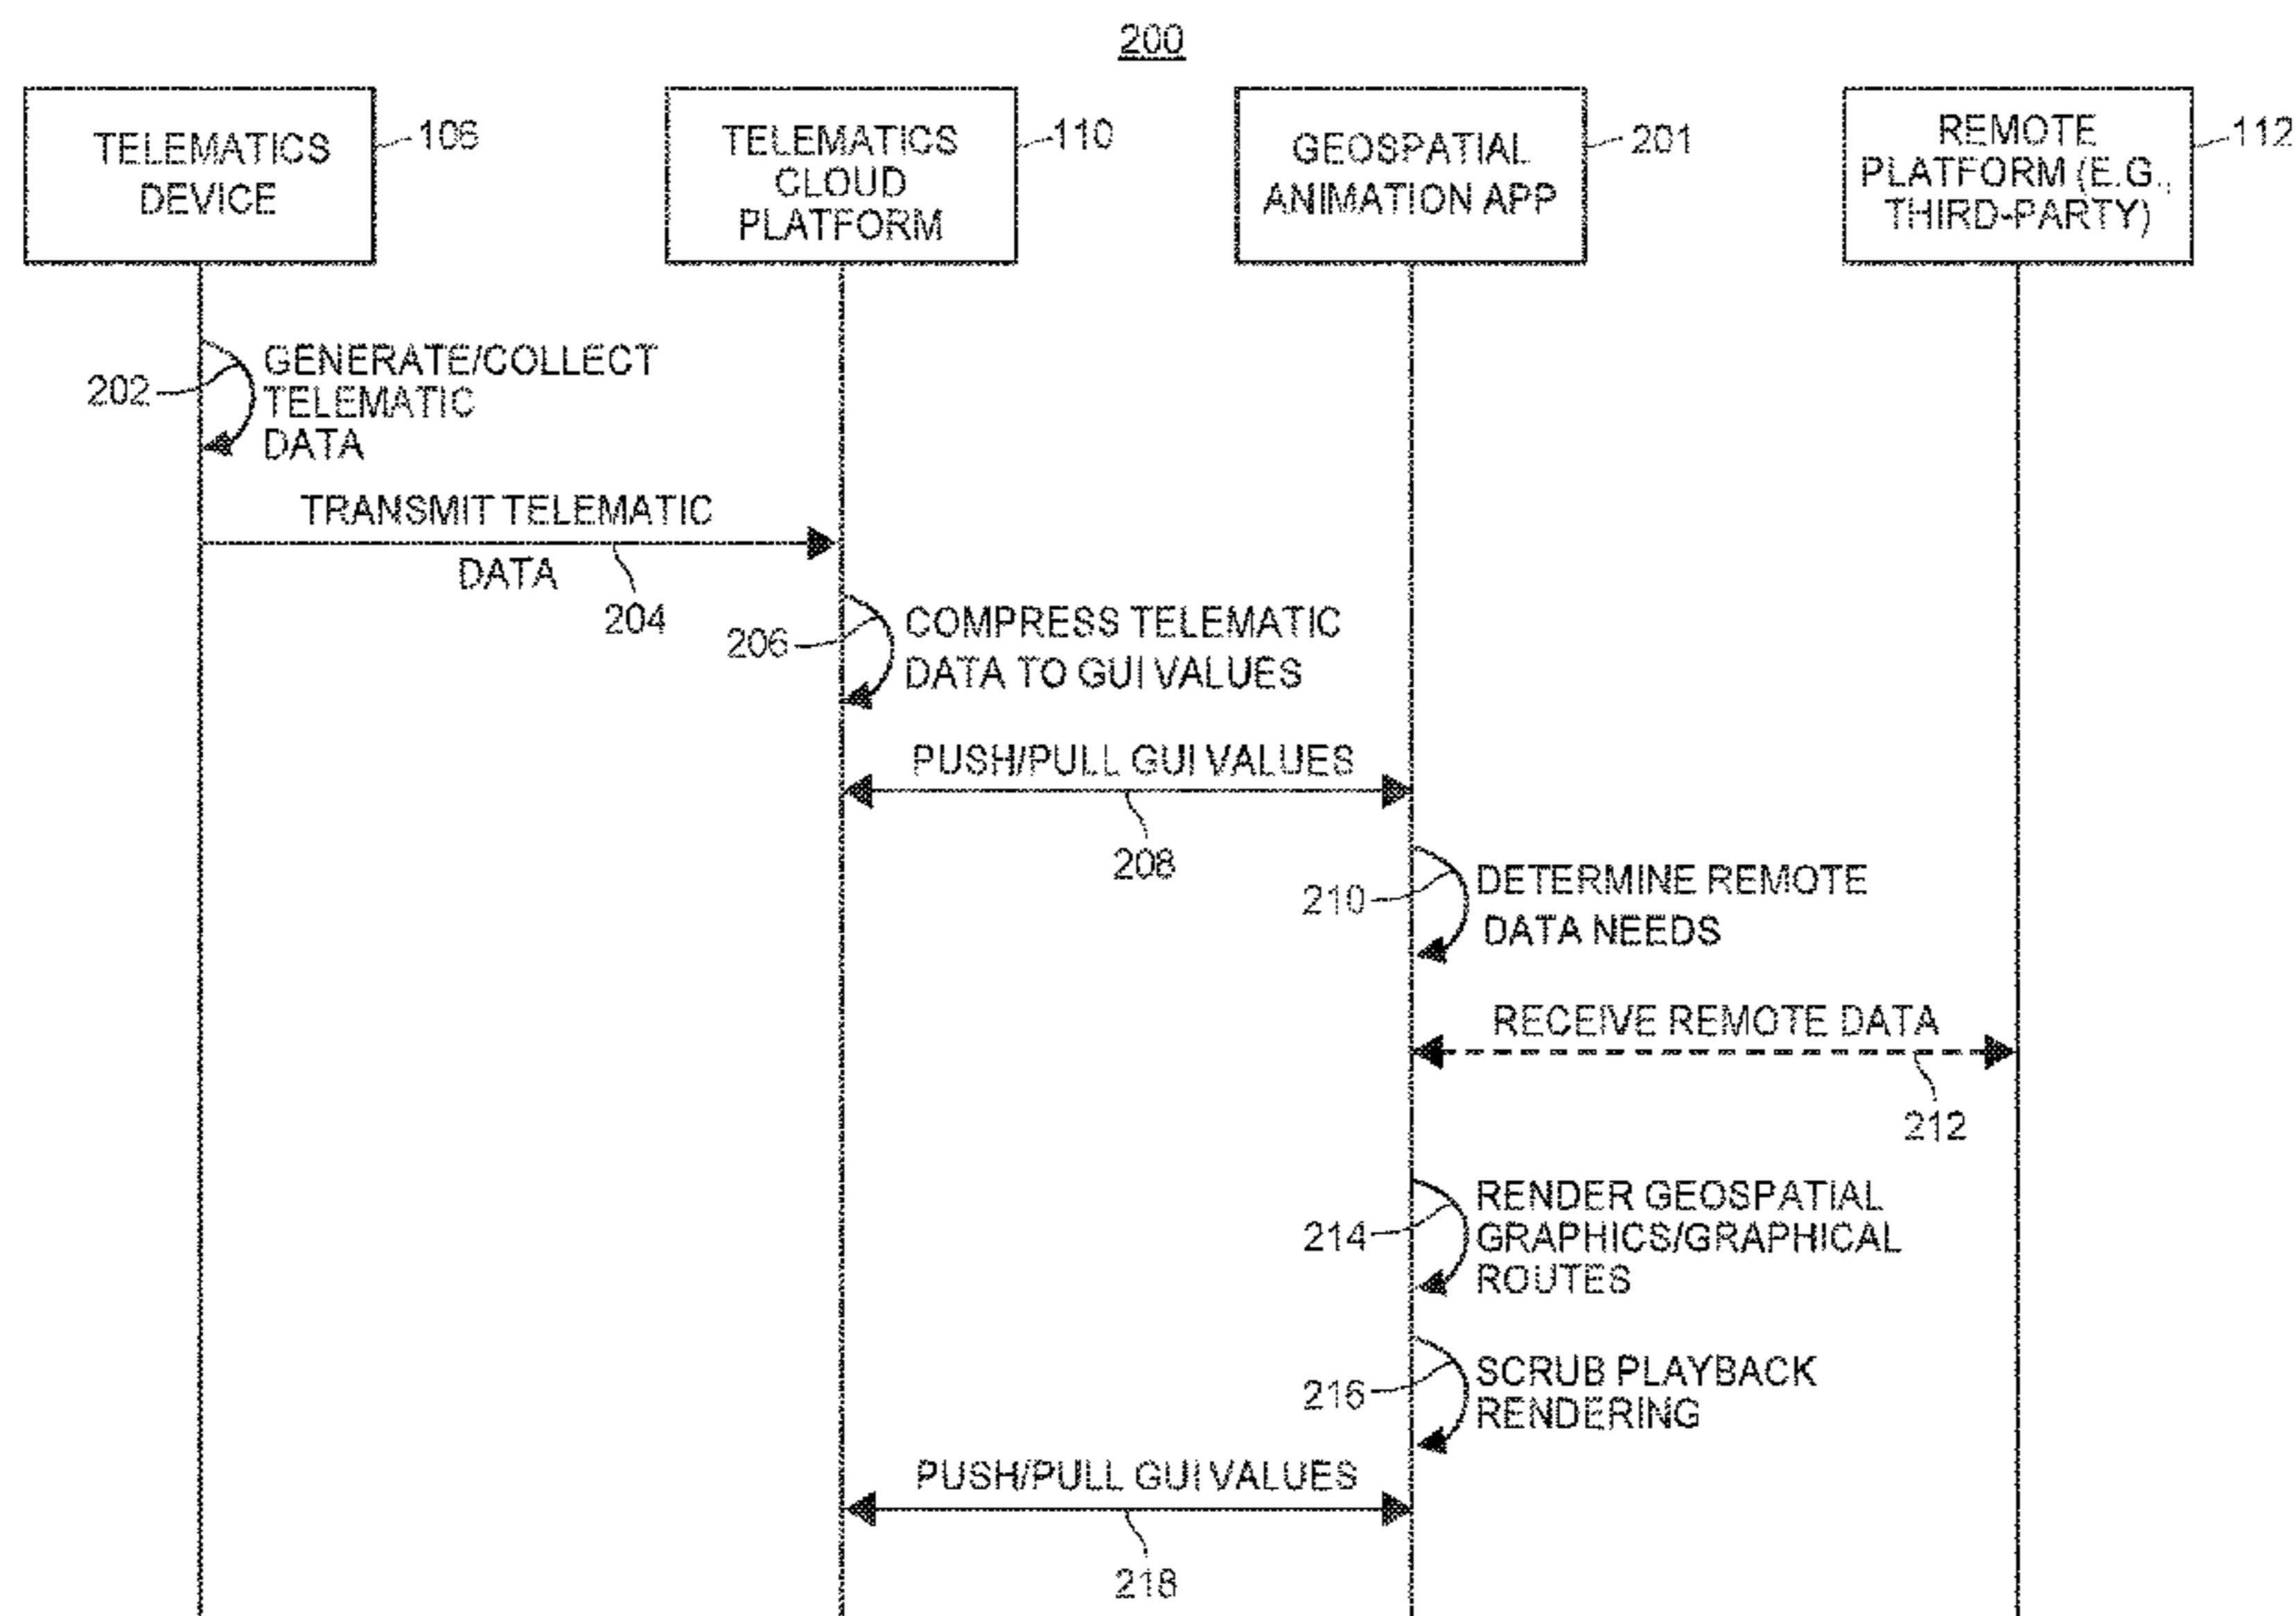 200
TELEMATICS
DEVICE
106
TELEMATICS
CLOUD
PLATFORM
110
GEOSPATIAL
ANIMATION APP
201
REMOTE
PLATFORM (E.G.,
THIRD-PARTY)
112
202
GENERATE/COLLECT
TELEMATIC
DATA
TRANSMIT TELEMATIC
DATA
204
206
COMPRESS TELEMATIC
DATA TO GUI VALUES
PUSH/PULL GUI VALUES
208
210
DETERMINE REMOTE
DATA NEEDS
RECEIVE REMOTE DATA
212
214
RENDER GEOSPATIAL
GRAPHICS/GRAPHICAL
ROUTES
216
SCRUB PLAYBACK
RENDERING
PUSH/PULL GUI VALUES
218